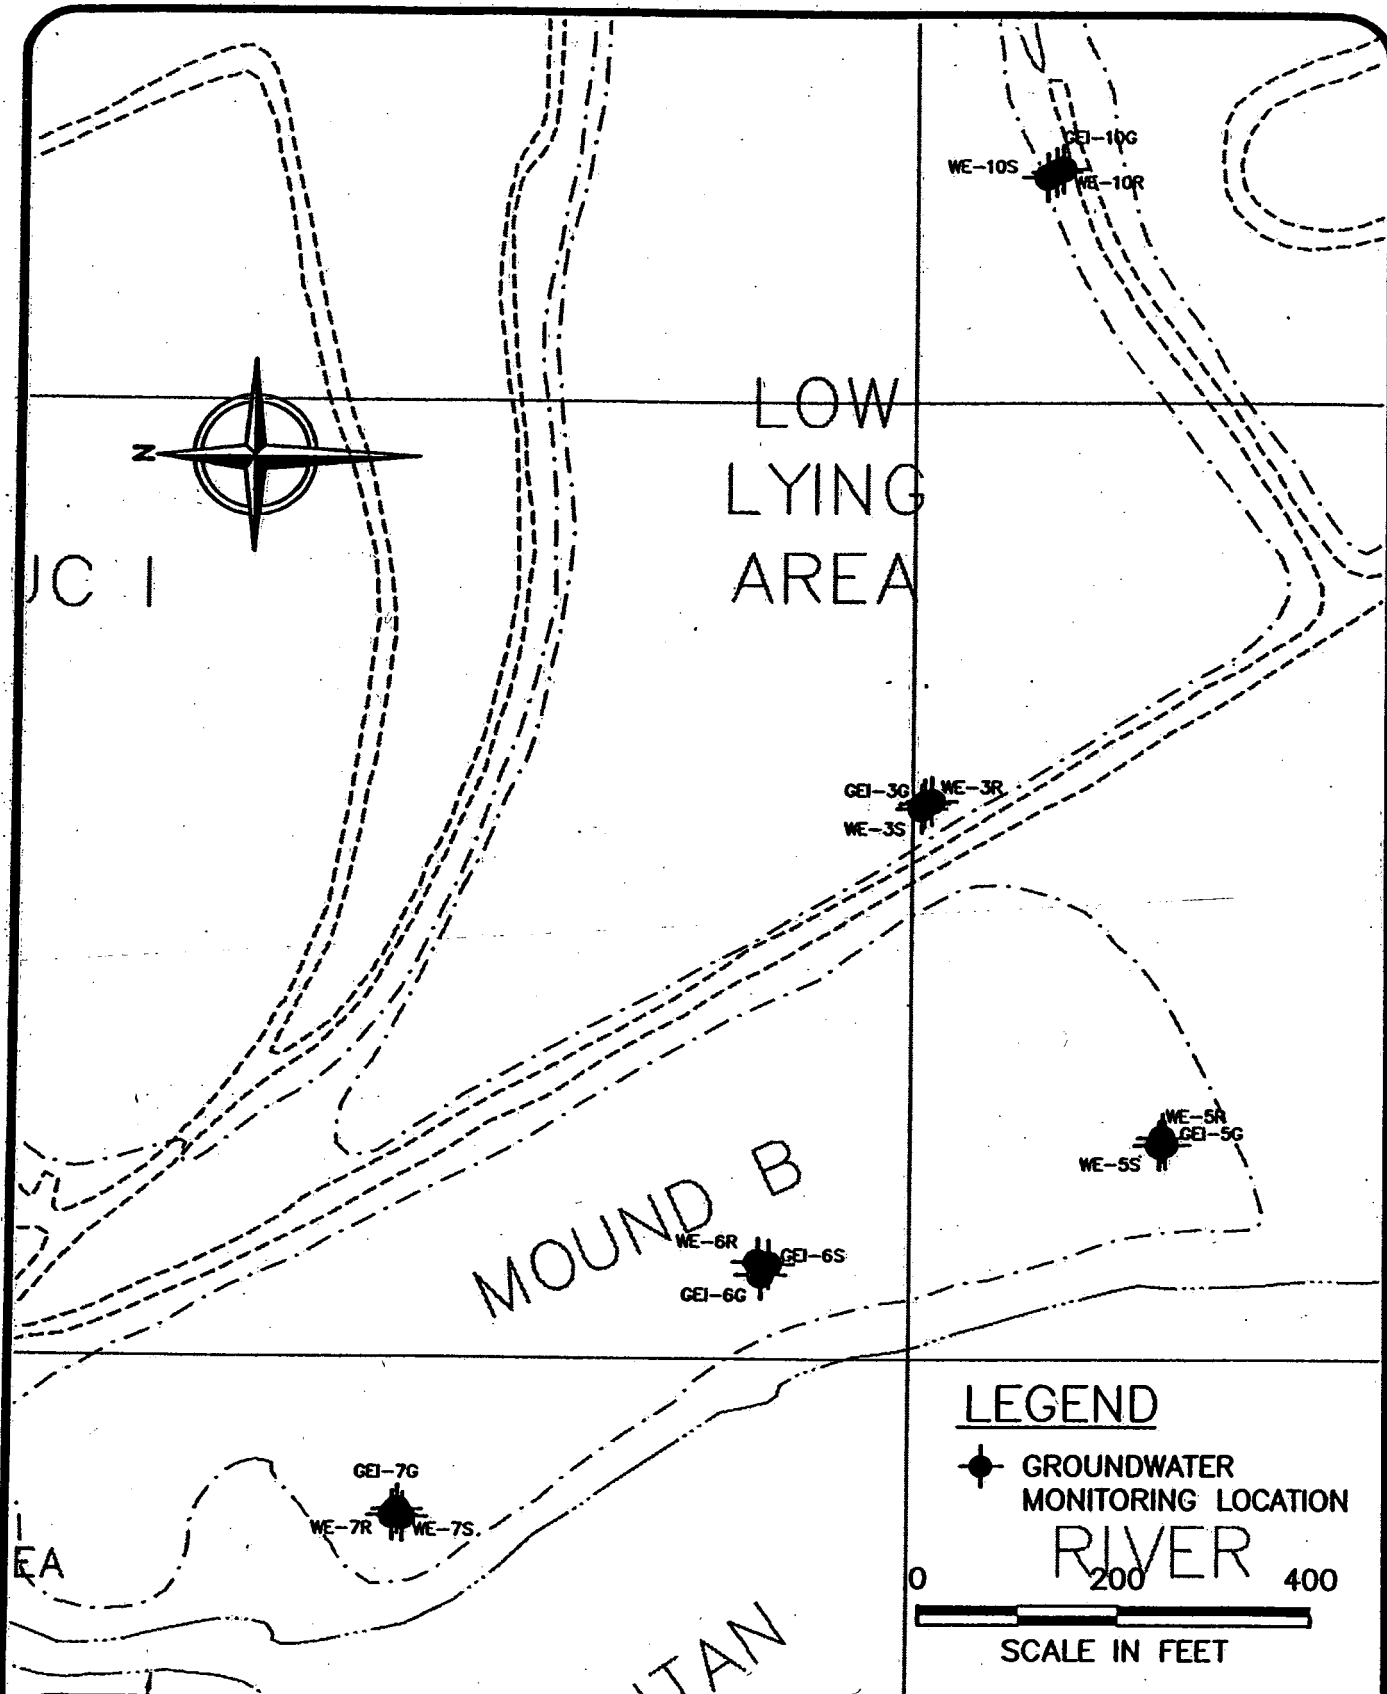 GEI-10G
WE-10S
WE-10R
LOW
LYING
AREA
N
UC I
GEI-3G
WE-3R
WE-3S
WE-5R
GEI-5G
WE-5S
MOUND B
WE-6R
GEI-6S
GEI-6G
LEGEND
GROUNDWATER
MONITORING LOCATION
GEI-7G
WE-7R
WE-7S
RIVER
EA
0 200 400
SCALE IN FEET
ITAN